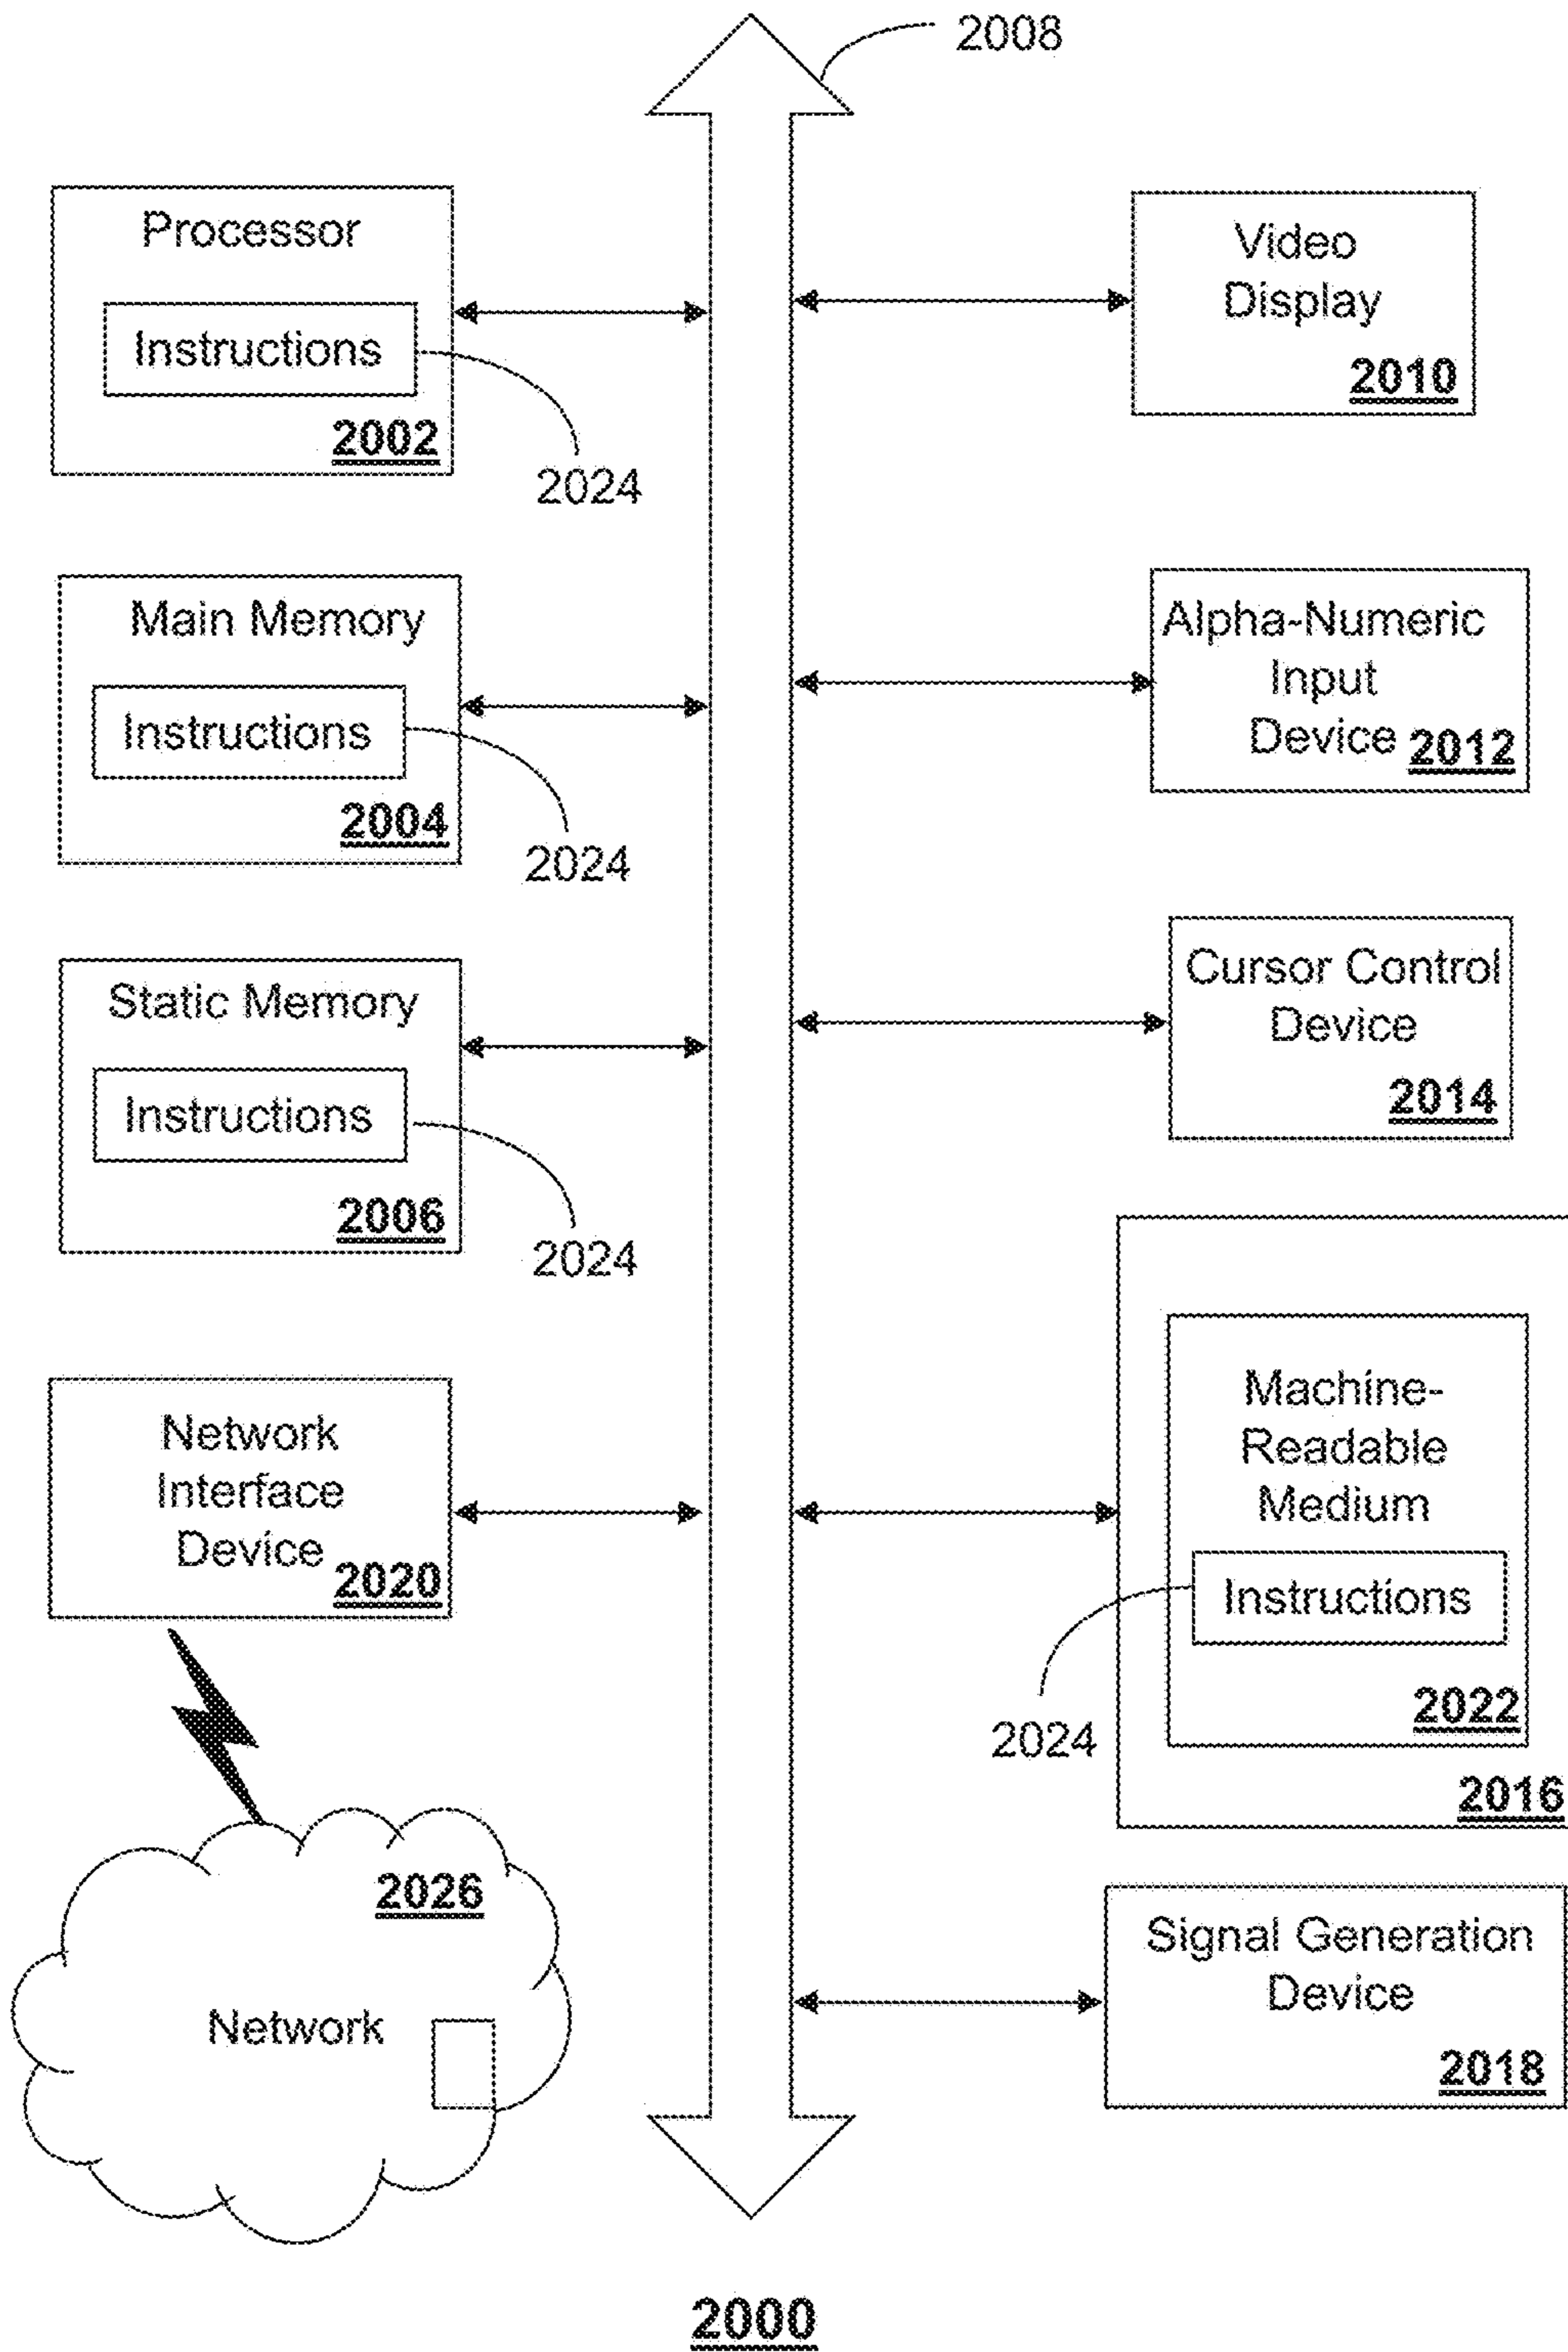 2008
Processor
Instructions
2002
2024
Main Memory
Instructions
2004
2024
Static Memory
Instructions
2006
2024
Network
Interface
Device
2020
2026
Network
Video
Display
2010
Alpha-Numeric
Input
Device
2012
Cursor Control
Device
2014
Machine-
Readable
Medium
Instructions
2022
2024
2016
Signal Generation
Device
2018
2000